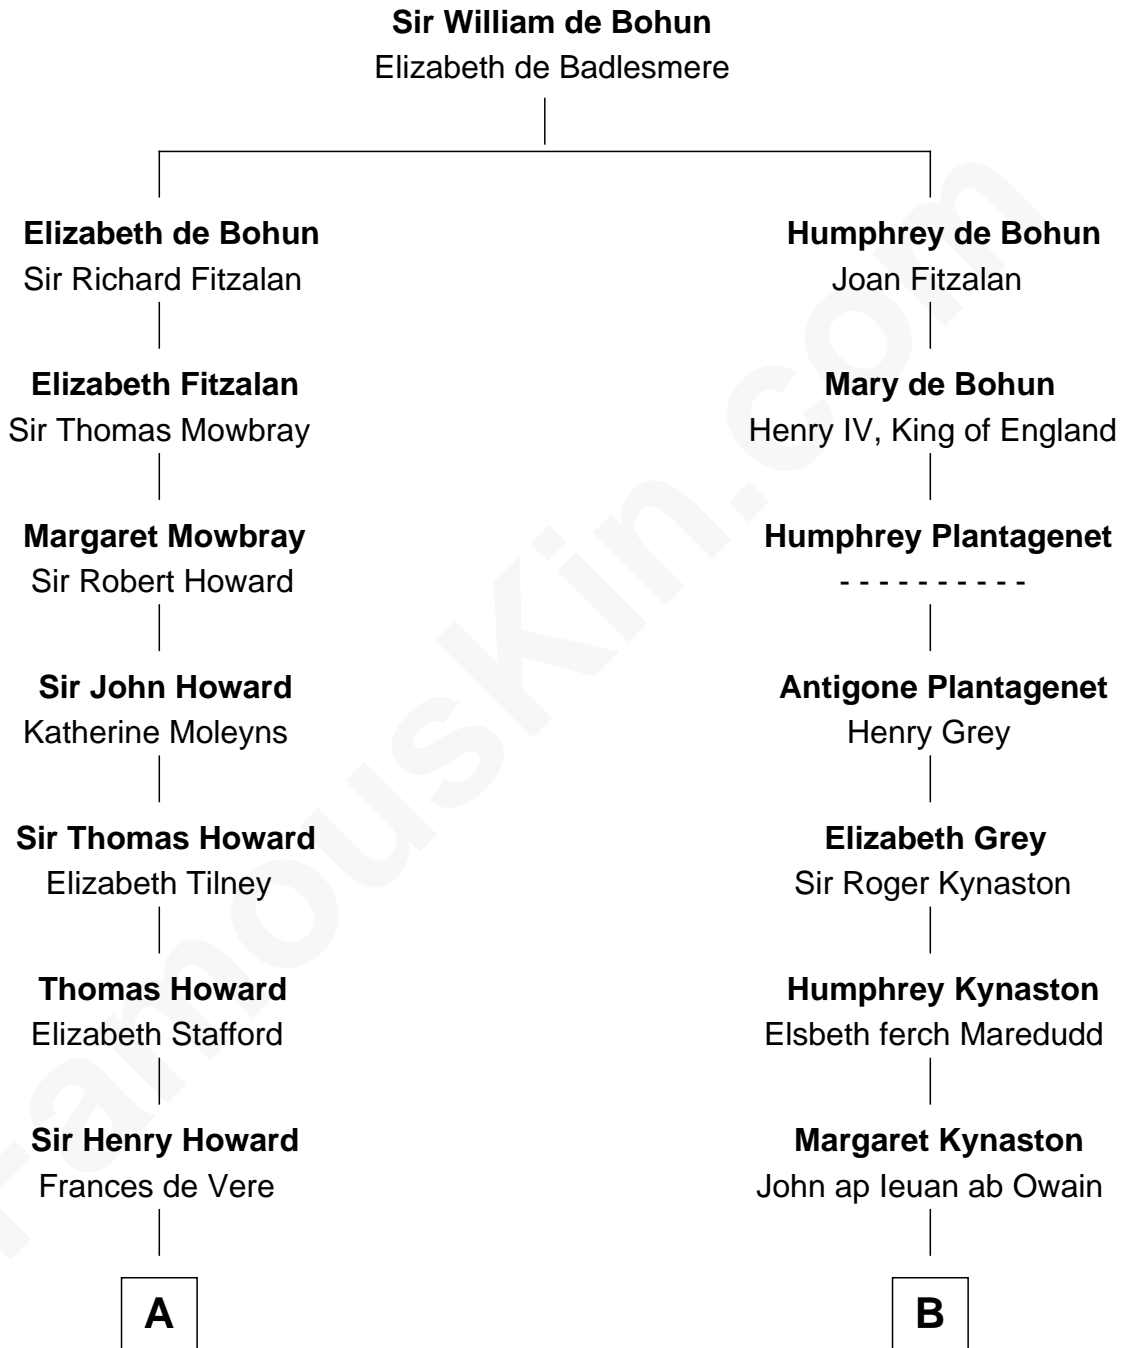 Sir William de Bohun
Elizabeth de Badlesmere
Elizabeth de Bohun
Sir Richard Fitzalan
Humphrey de Bohun
Joan Fitzalan
Elizabeth Fitzalan
Sir Thomas Mowbray
Mary de Bohun
Henry IV, King of England
Margaret Mowbray
Sir Robert Howard
Humphrey Plantagenet
- - - - - - - - - -
Sir John Howard
Katherine Moleyns
Antigone Plantagenet
Henry Grey
Sir Thomas Howard
Elizabeth Tilney
Elizabeth Grey
Sir Roger Kynaston
Thomas Howard
Elizabeth Stafford
Humphrey Kynaston
Elsbeth ferch Maredudd
Sir Henry Howard
Frances de Vere
Margaret Kynaston
John ap Ieuan ab Owain
A
B
FamousKin.com